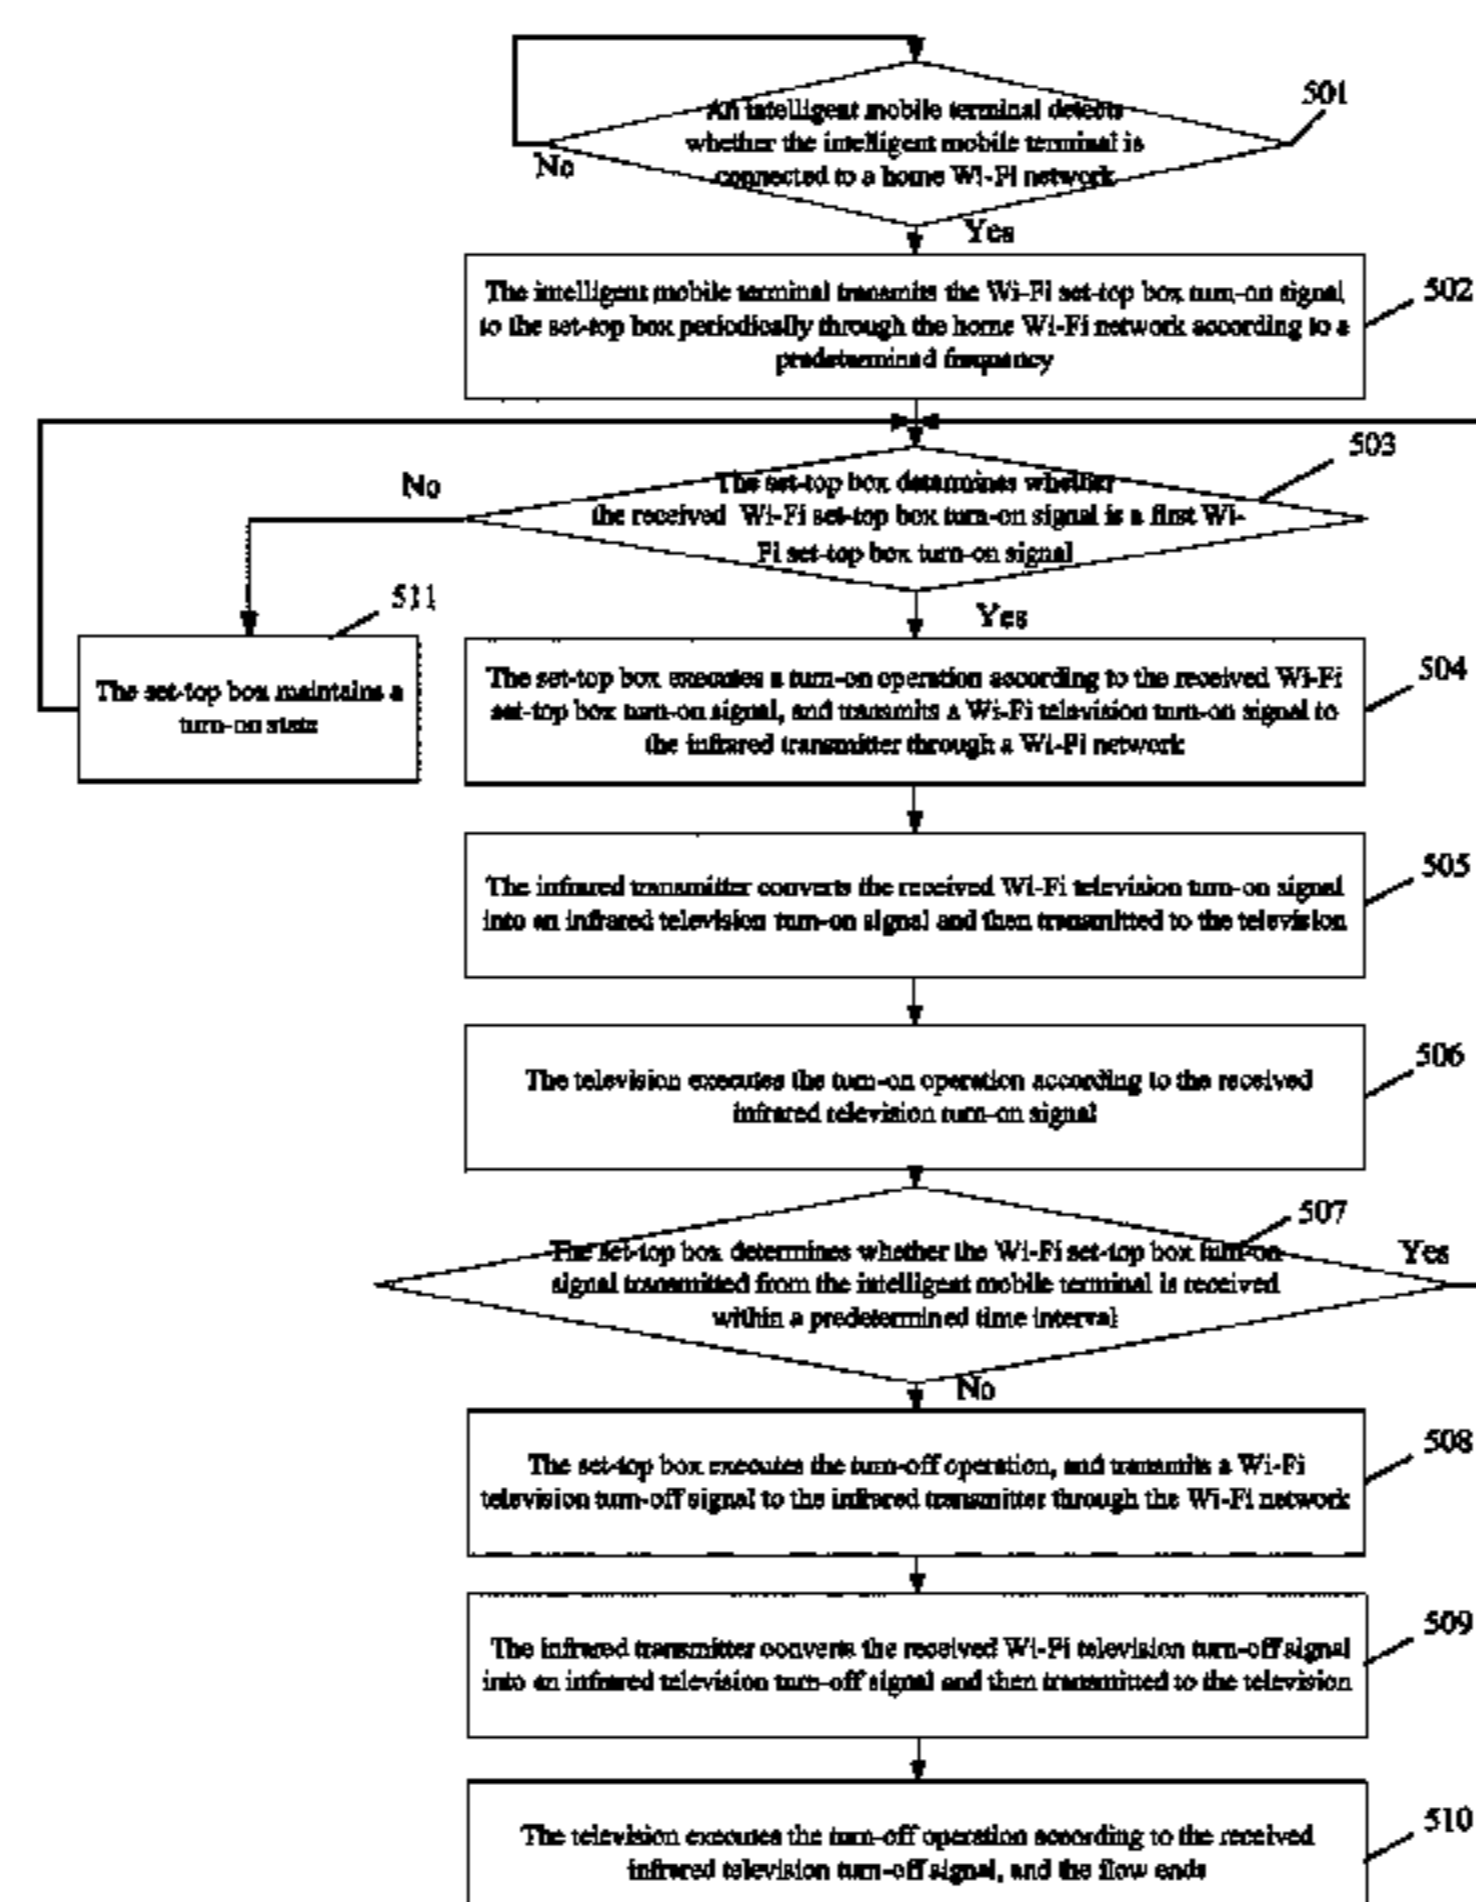 An intelligent mobile terminal detects
whether the intelligent mobile terminal is
connected to a home Wi-Fi network
501
No
Yes
The intelligent mobile terminal transmits the Wi-Fi set-top box turn-on signal
to the set-top box periodically through the home Wi-Fi network according to a
predetermined frequency
502
503
No
The set-top box determines whether
the received Wi-Fi set-top box turn-on signal is a first Wi-
Fi set-top box turn-on signal
Yes
511
The set-top box maintains a
turn-on state
The set-top box executes a turn-on operation according to the received Wi-Fi
set-top box turn-on signal, and transmits a Wi-Fi television turn-on signal to
the infrared transmitter through a Wi-Fi network
504
The infrared transmitter converts the received Wi-Fi television turn-on signal
into an infrared television turn-on signal and then transmitted to the television
505
The television executes the turn-on operation according to the received
infrared television turn-on signal
506
507
The set-top box determines whether the Wi-Fi set-top box turn-on
signal transmitted from the intelligent mobile terminal is received
within a predetermined time interval
Yes
No
The set-top box executes the turn-off operation, and transmits a Wi-Fi
television turn-off signal to the infrared transmitter through the Wi-Fi network
508
The infrared transmitter converts the received Wi-Fi television turn-off signal
into an infrared television turn-off signal and then transmitted to the television
509
The television executes the turn-off operation according to the received
infrared television turn-off signal, and the flow ends
510